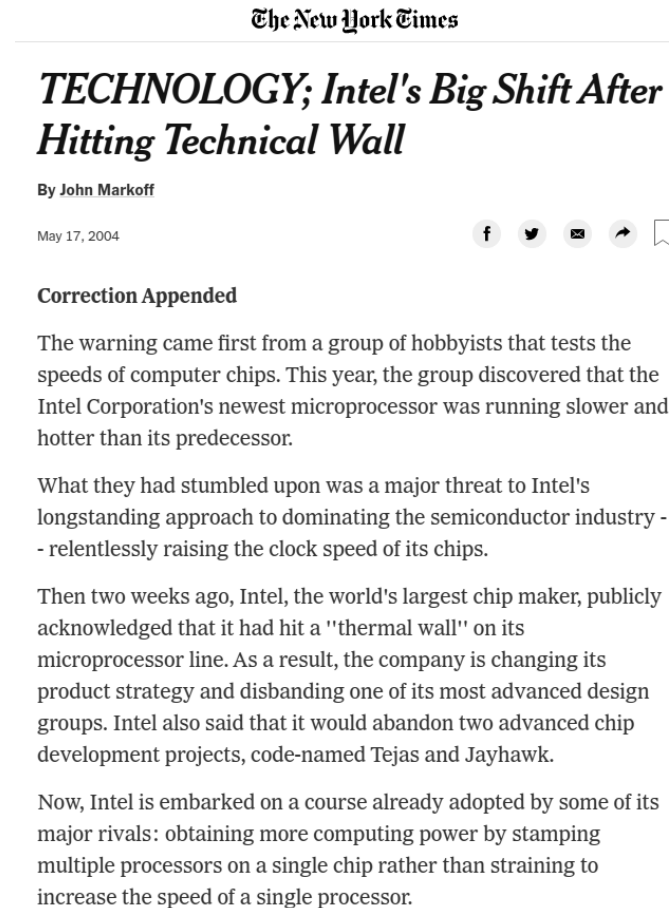 The New York Times
TECHNOLOGY; Intel's Big Shift After
Hitting Technical Wall
By John Markoff
May 17, 2004
Correction Appended
The warning came first from a group of hobbyists that tests the
speeds of computer chips. This year, the group discovered that the
Intel Corporation's newest microprocessor was running slower and
hotter than its predecessor.
What they had stumbled upon was a major threat to Intel's
longstanding approach to dominating the semiconductor industry -
- relentlessly raising the clock speed of its chips.
Then two weeks ago, Intel, the world's largest chip maker, publicly
acknowledged that it had hit a ''thermal wall'' on its
microprocessor line. As a result, the company is changing its
product strategy and disbanding one of its most advanced design
groups. Intel also said that it would abandon two advanced chip
development projects, code-named Tejas and Jayhawk.
Now, Intel is embarked on a course already adopted by some of its
major rivals: obtaining more computing power by stamping
multiple processors on a single chip rather than straining to
increase the speed of a single processor.